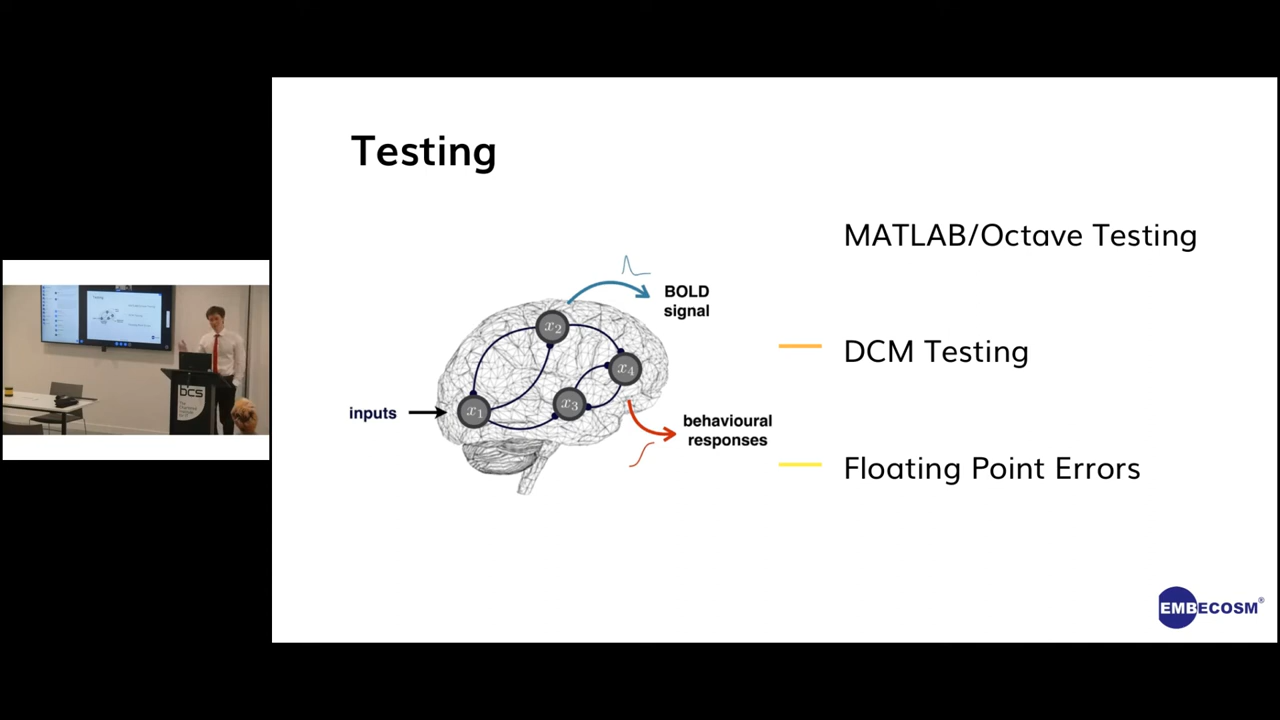 Testing
MATLAB/Octave Testing
BOLD
signal
x2
DCM Testing
x4
x3
x1
inputs
behavioural
responses
Floating Point Errors
EMBECOSM®
bcs